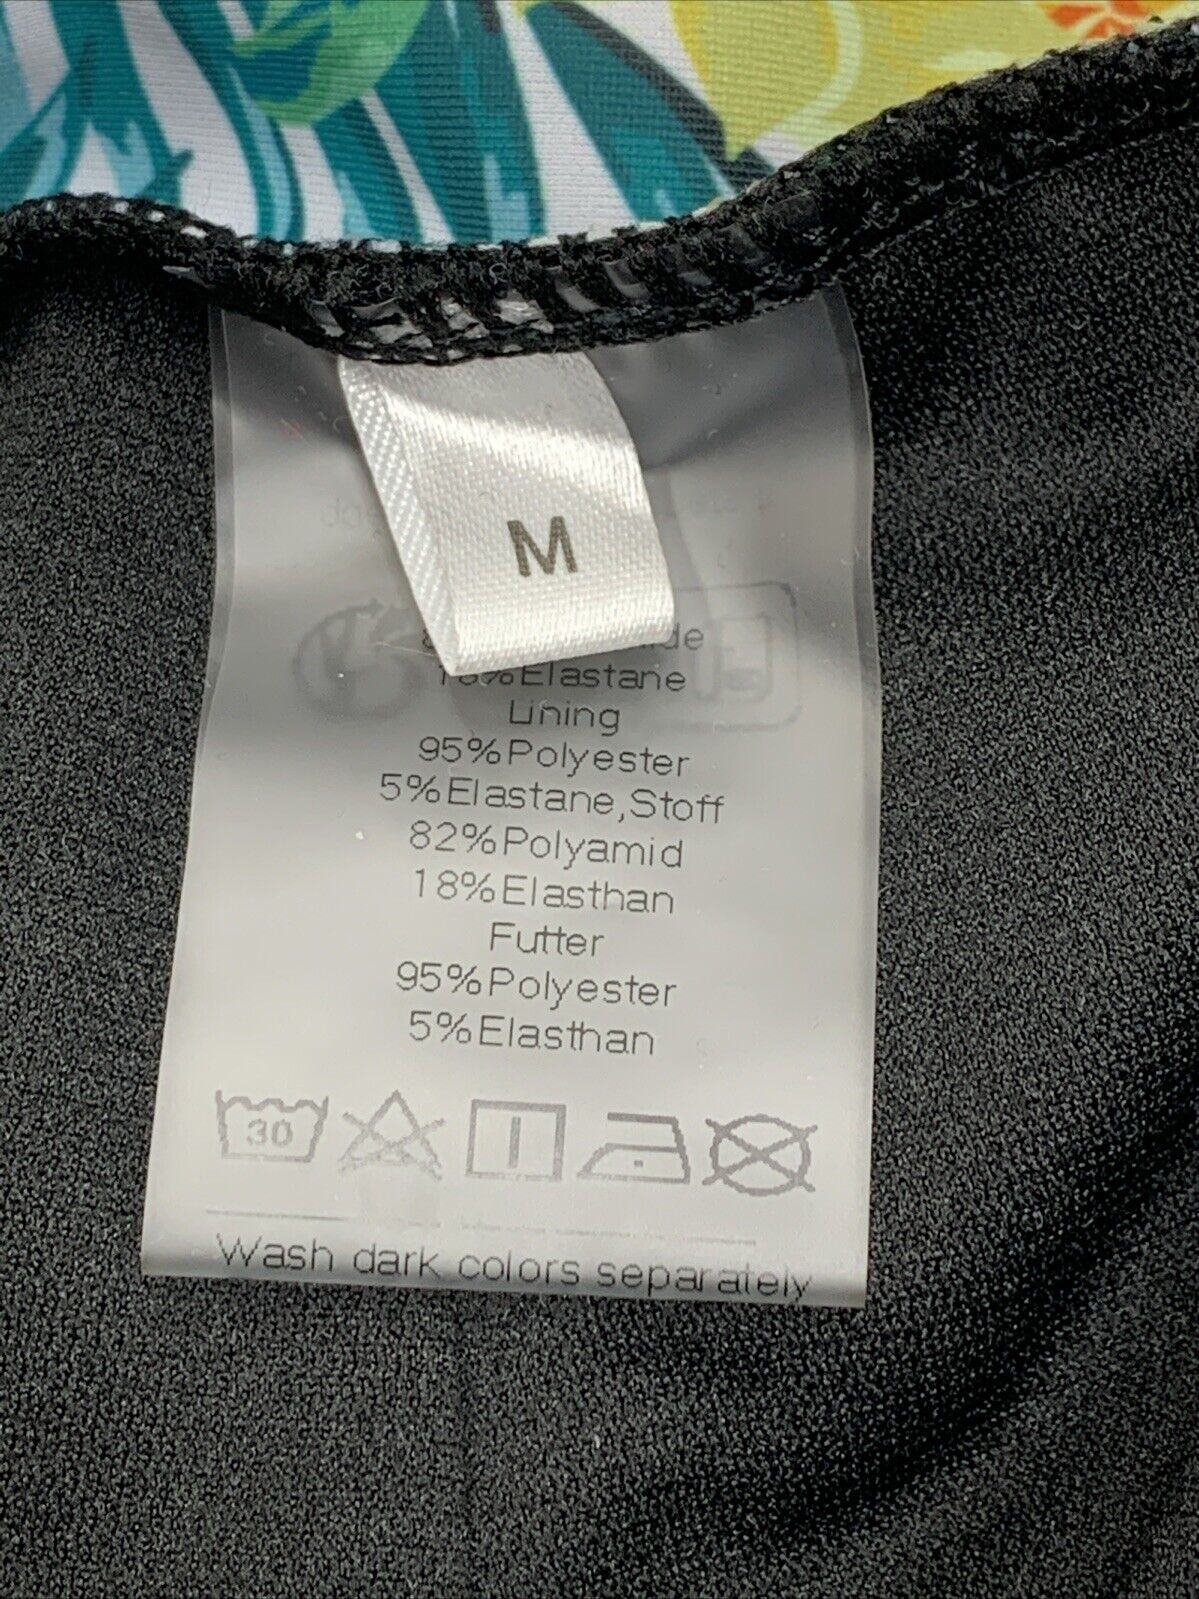 M
Elastane
Lining
95%Polyester
5%Elastane,Stoff
82%Polyamid
18%Elasthan
Futter
95%Polyester
5%Elasthan
30
Wash dark colors separately